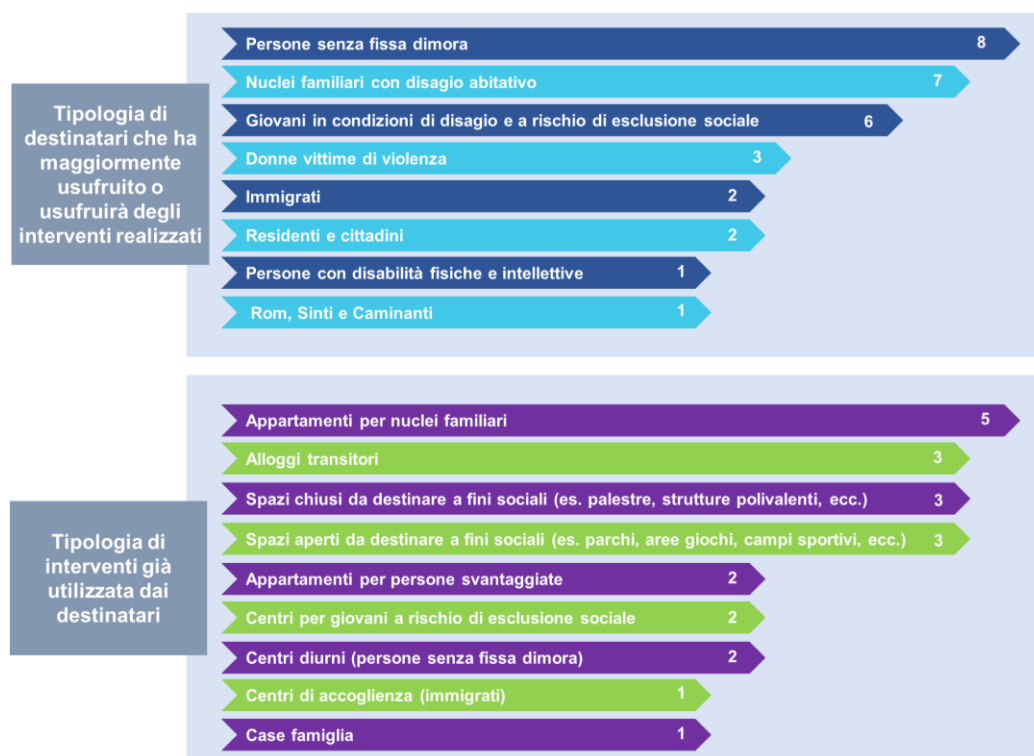 Tipologia di
destinatari che ha
maggiormente
usufruito o
usufruirà degli
interventi realizzati
Persone senza fissa dimora 8
Nuclei familiari con disagio abitativo 7
Giovani in condizioni di disagio e a rischio di esclusione sociale 6
Donne vittime di violenza 3
Immigrati 2
Residenti e cittadini 2
Persone con disabilità fisiche e intellettive 1
Rom, Sinti e Caminanti 1
Tipologia di
interventi già
utilizzata dai
destinatari
Appartamenti per nuclei familiari 5
Alloggi transitori 3
Spazi chiusi da destinare a fini sociali (es. palestre, strutture polivalenti, ecc.) 3
Spazi aperti da destinare a fini sociali (es. parchi, aree giochi, campi sportivi, ecc.) 3
Appartamenti per persone svantaggiate 2
Centri per giovani a rischio di esclusione sociale 2
Centri diurni (persone senza fissa dimora) 2
Centri di accoglienza (immigrati) 1
Case famiglia 1